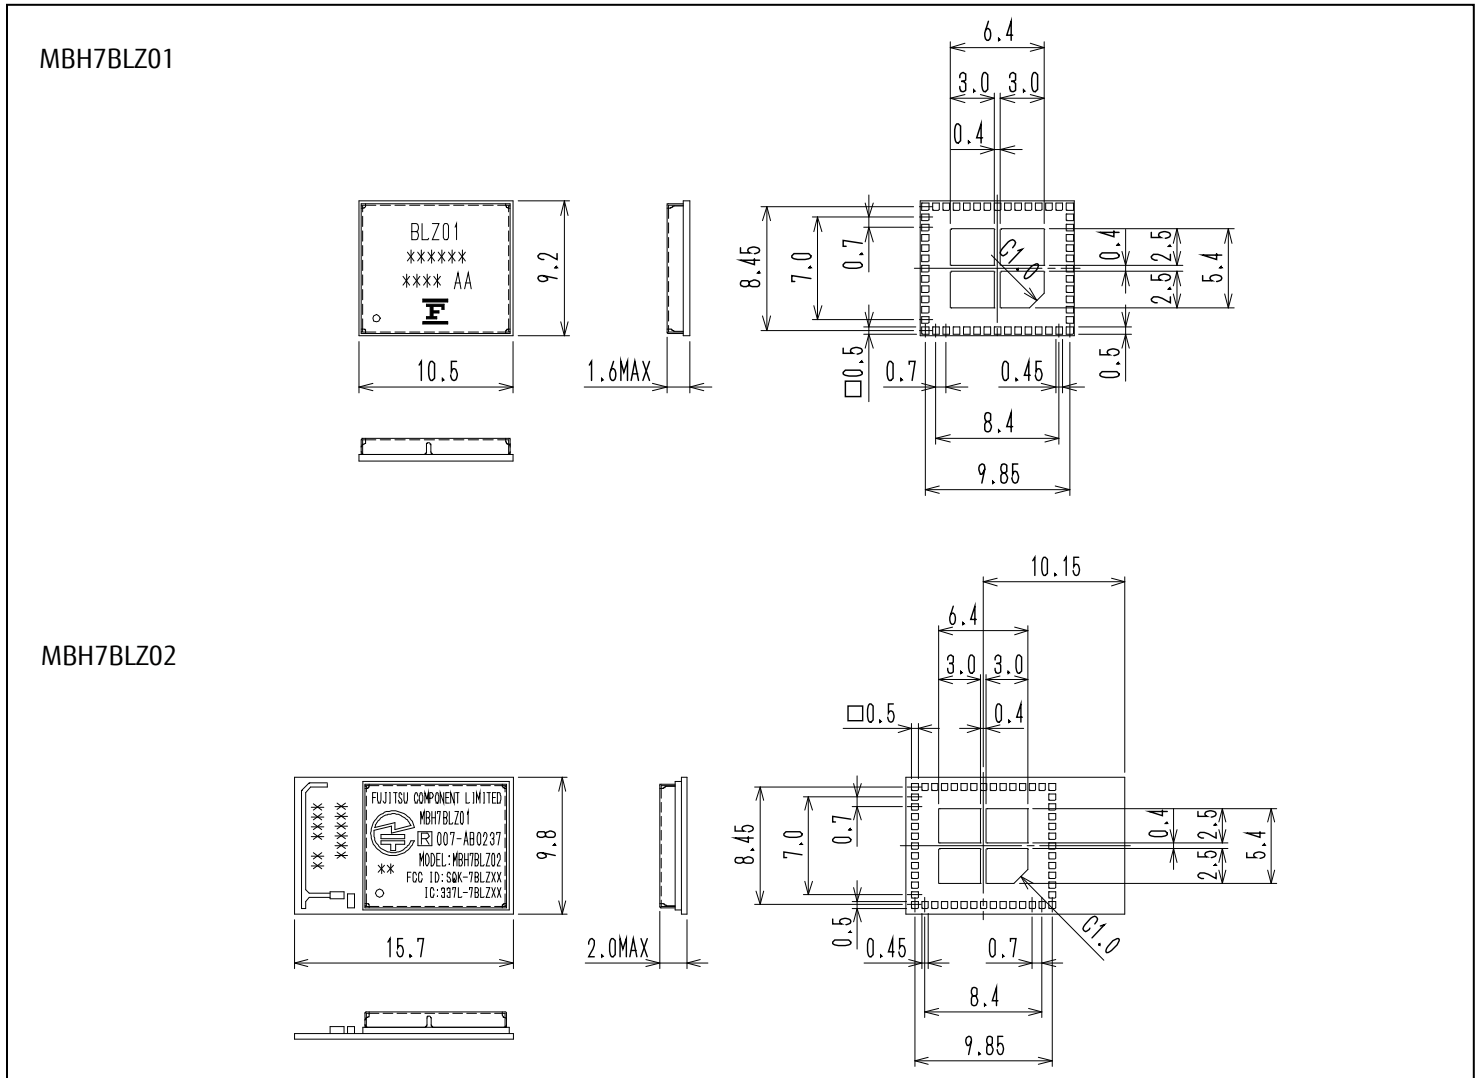 MBH7BLZ01
6.4
3.0 3.0
0.4
BLZ01
******
**** AA
F
9.2
10.5
1.6MAX
8.45
7.0
0.7
C1.0
0.4
2.5
2.5
5.4
□0.5
0.7
0.45
0.5
8.4
9.85
MBH7BLZ02
10.15
6.4
3.0 3.0
□0.5
0.4
FUJITSU COMPONENT LIMITED
MBH7BLZ01
R 007-AB0237
MODEL:MBH7BLZ02
**
FCC ID:SQK-7BLZXX
IC:337L-7BLZXX
9.8
15.7
2.0MAX
8.45
7.0
0.7
0.4
2.5
2.5
5.4
0.5
0.45
0.7
C1.0
8.4
9.85